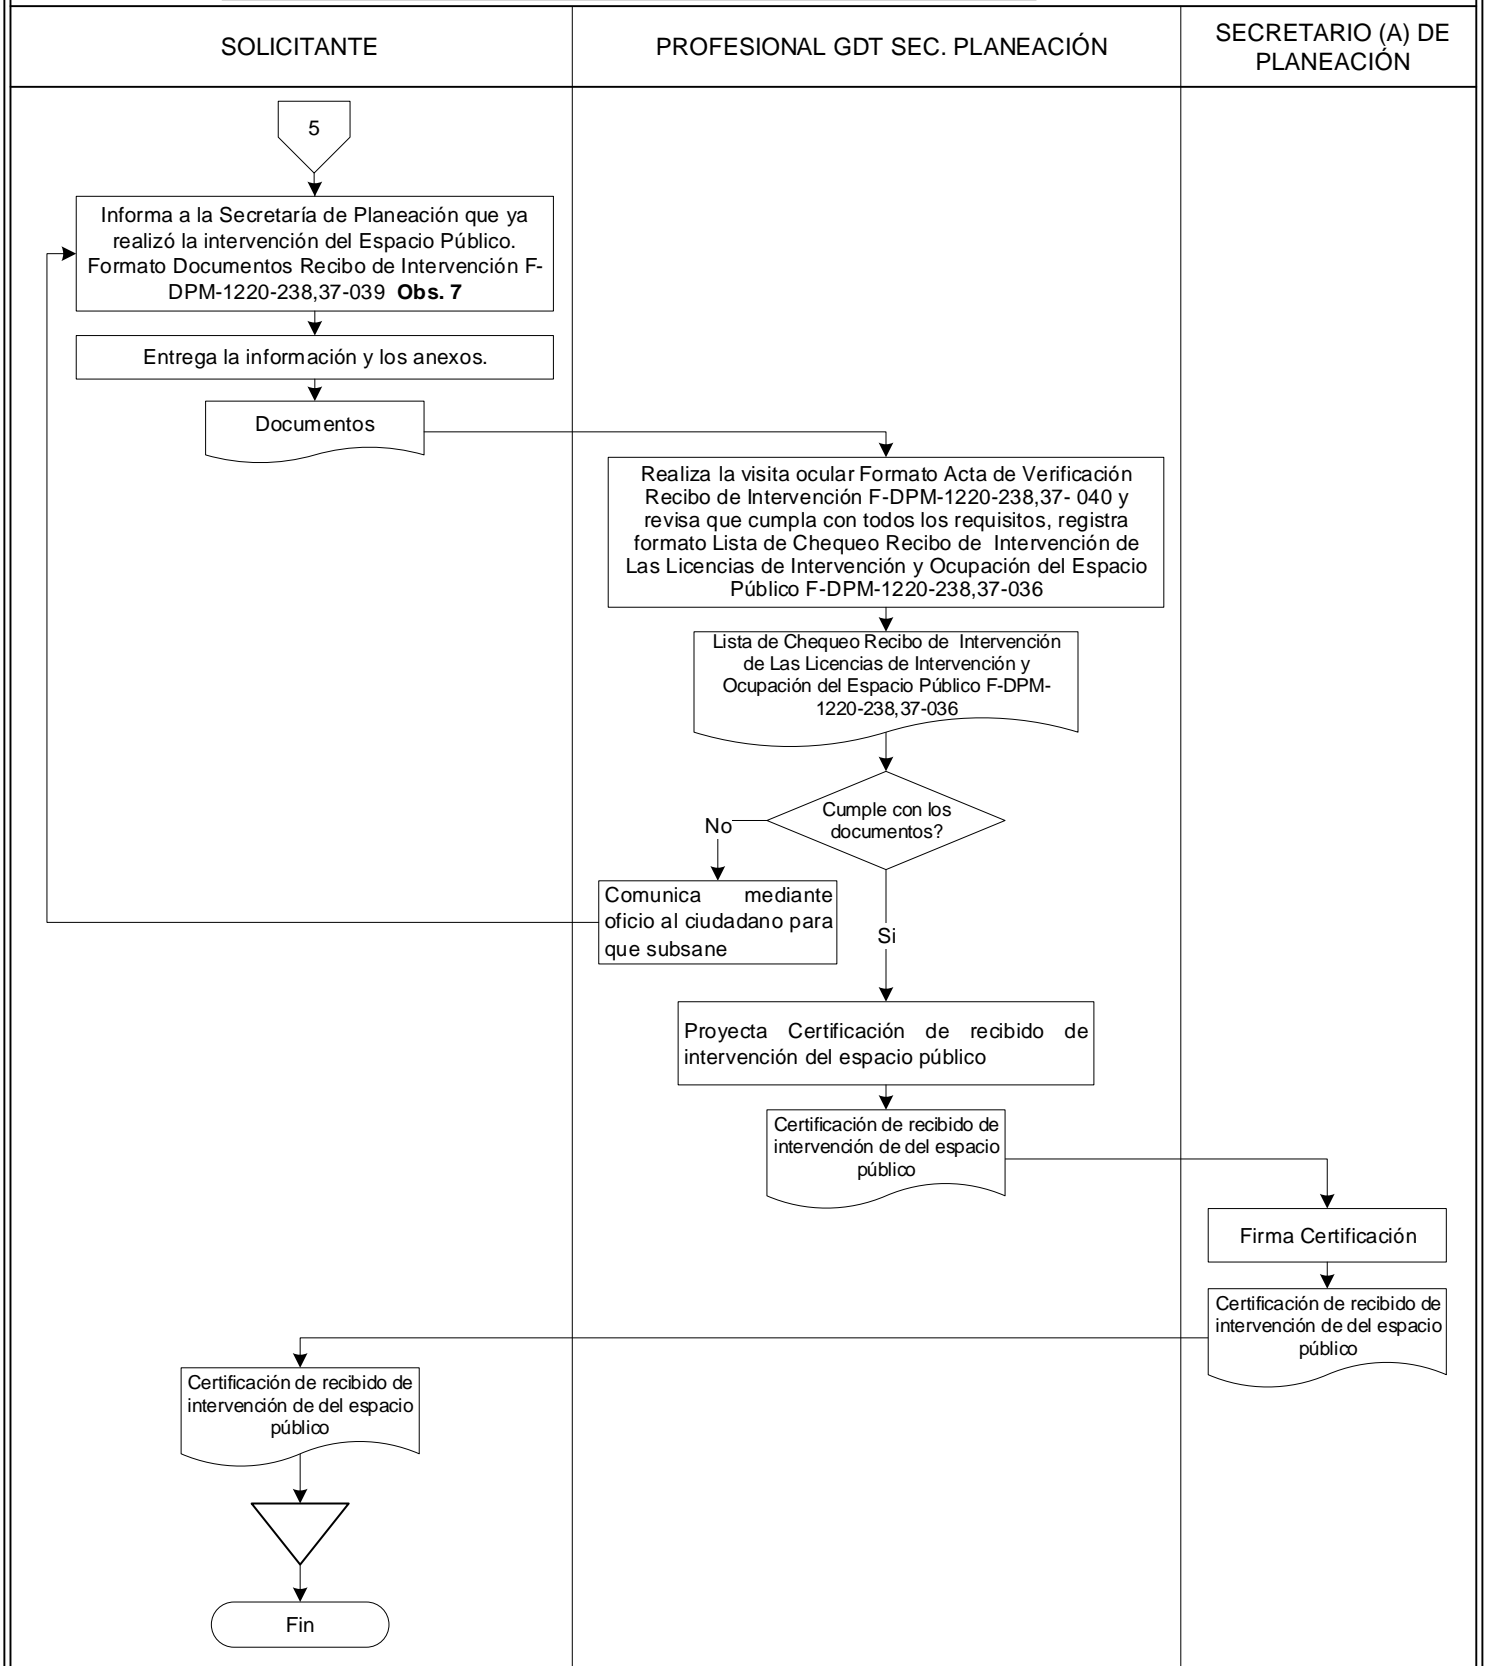 SOLICITANTE
PROFESIONAL GDT SEC. PLANEACIÓN
SECRETARIO (A) DE
PLANEACIÓN
5
Informa a la Secretaría de Planeación que ya
realizó la intervención del Espacio Público.
Formato Documentos Recibo de Intervención F-
DPM-1220-238,37-039 Obs. 7
Entrega la información y los anexos.
Documentos
Realiza la visita ocular Formato Acta de Verificación
Recibo de Intervención F-DPM-1220-238,37- 040 y
revisa que cumpla con todos los requisitos, registra
formato Lista de Chequeo Recibo de Intervención de
Las Licencias de Intervención y Ocupación del Espacio
Público F-DPM-1220-238,37-036
Lista de Chequeo Recibo de Intervención
de Las Licencias de Intervención y
Ocupación del Espacio Público F-DPM-
1220-238,37-036
Cumple con los
documentos?
No
Comunica mediante
oficio al ciudadano para
que subsane
Si
Proyecta Certificación de recibido de
intervención del espacio público
Certificación de recibido de
intervención de del espacio
público
Firma Certificación
Certificación de recibido de
intervención de del espacio
público
Certificación de recibido de
intervención de del espacio
público
Fin